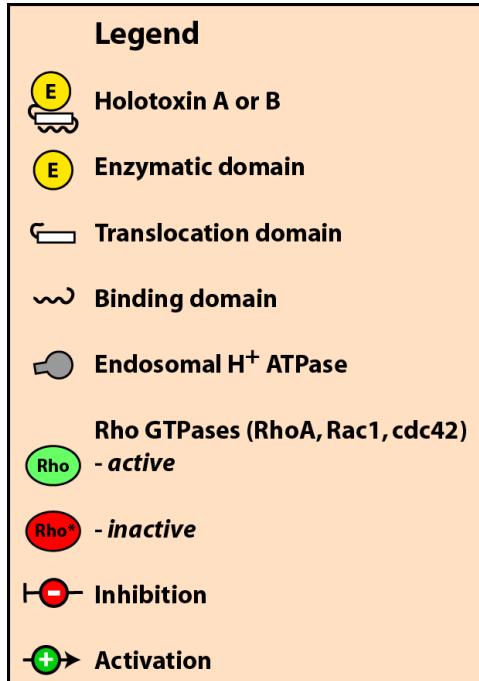 Legend
E Holotoxin A or B
E Enzymatic domain
Translocation domain
Binding domain
Endosomal H+ ATPase
Rho GTPases (RhoA, Rac1, cdc42)
Rho - active
Rho* - inactive
Inhibition
Activation